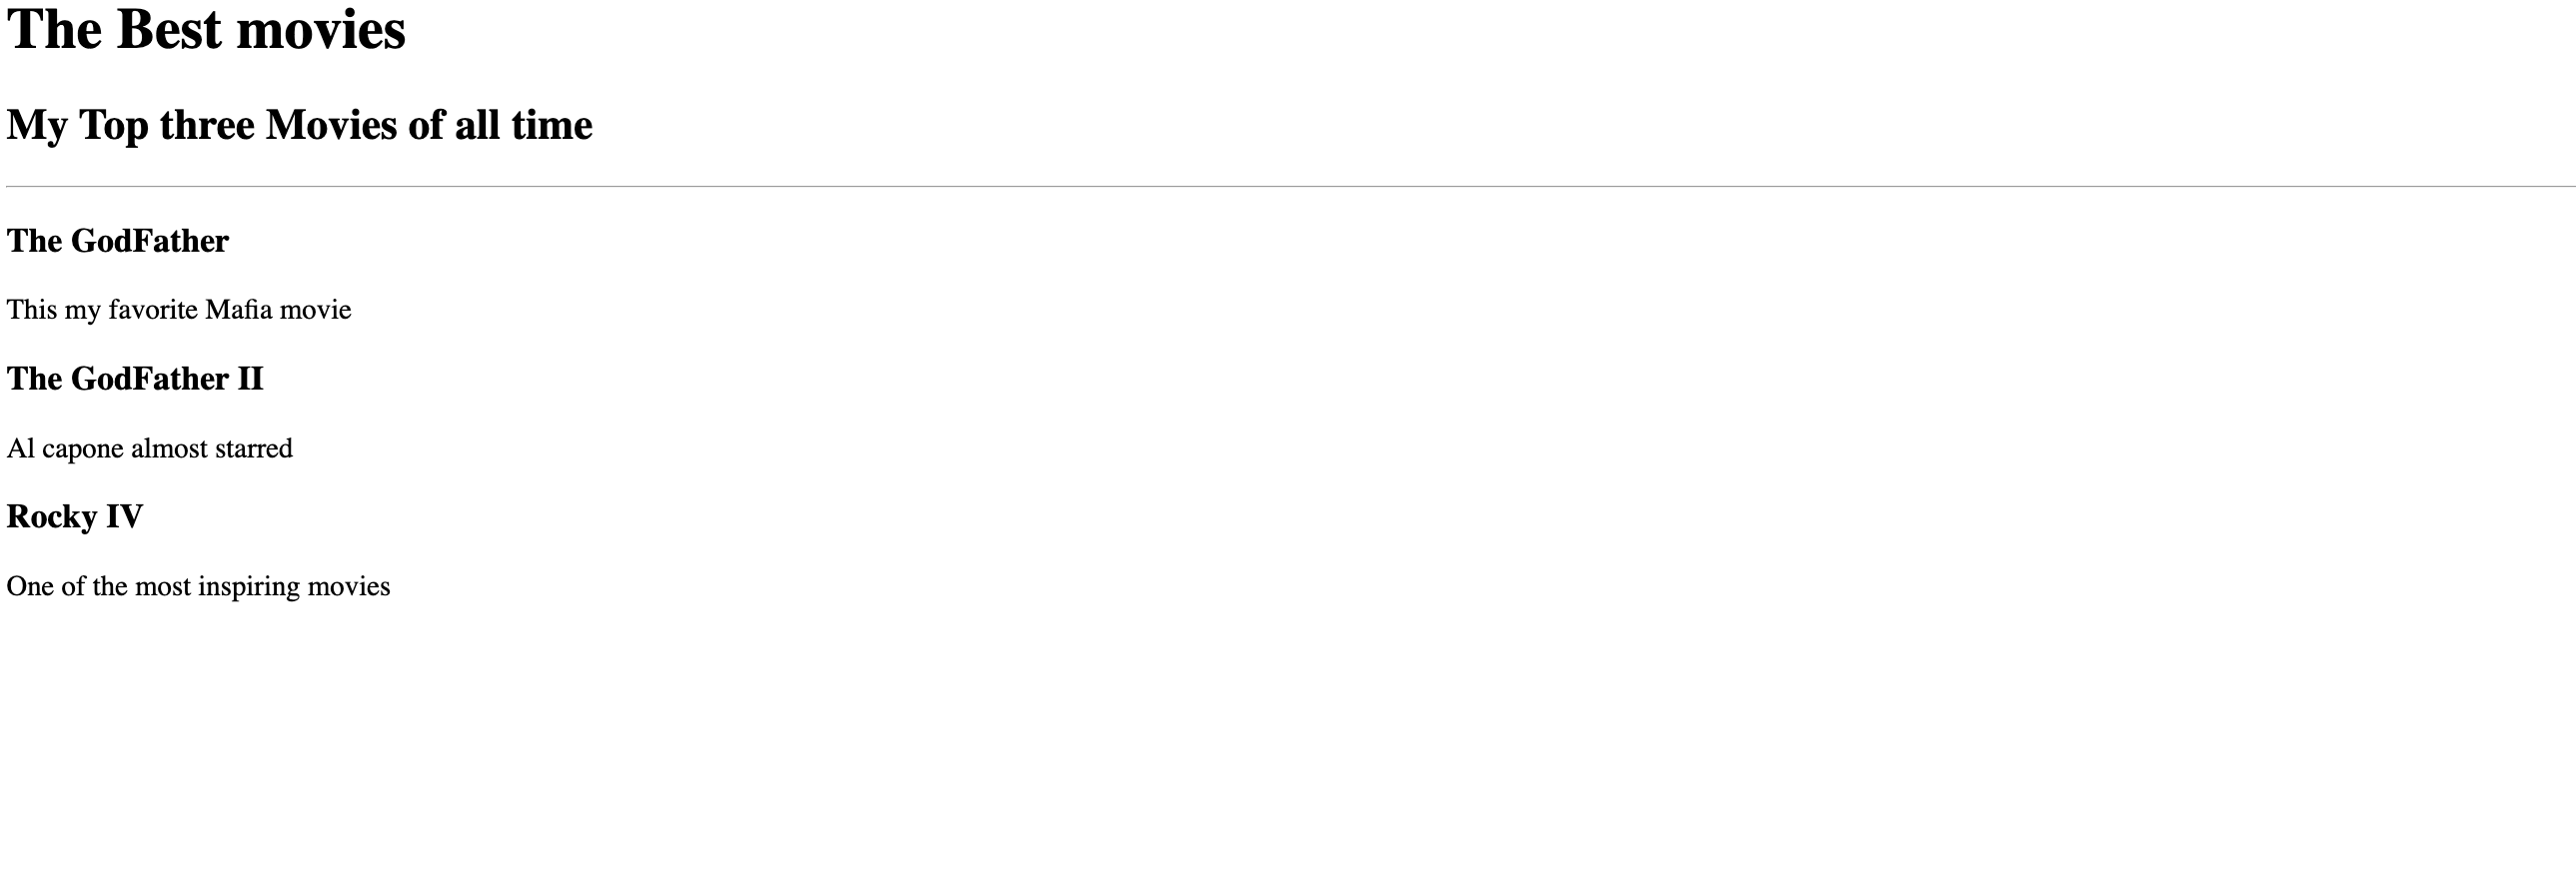 The Best movies
My Top three Movies of all time
The GodFather
This my favorite Mafia movie
The GodFather II
Al capone almost starred
Rocky IV
One of the most inspiring movies